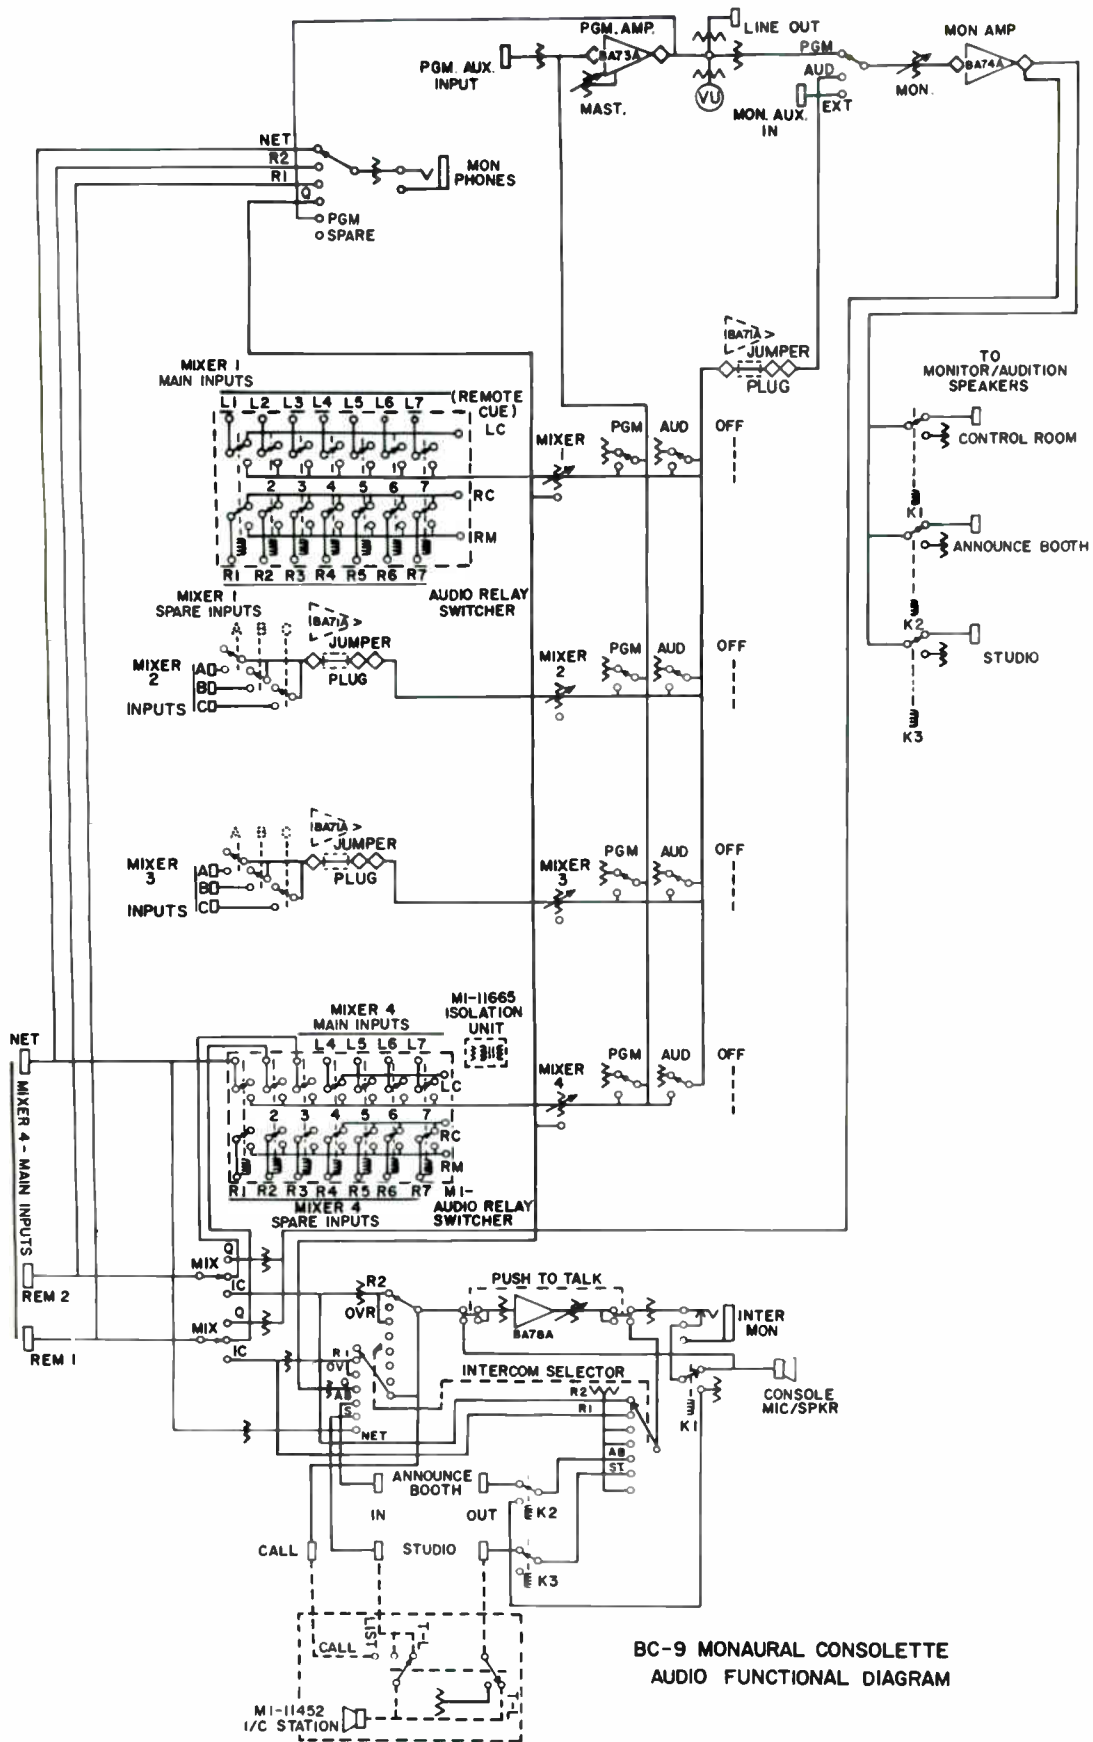 PGM. AMP.
LINE OUT
MON AMP
PGM
BA73A
BA74A
PGM. AUX.
INPUT
AUD
VU
MAST.
MON. AUX.
IN
EXT
MON.
NET
R2
R1
Q
MON
PHONES
PGM
SPARE
BA71A
JUMPER
PLUG
TO
MONITOR/AUDITION
SPEAKERS
MIXER 1
MAIN INPUTS
L1 L2 L3 L4 L5 L6 L7
(REMOTE
CUE)
LC
MIXER
1
PGM AUD OFF
CONTROL ROOM
2 3 4 5 6 7
RC
K1
RM
ANNOUNCE BOOTH
R1 R2 R3 R4 R5 R6 R7
MIXER 1
SPARE INPUTS
AUDIO RELAY
SWITCHER
K2
A B C
BA71A
JUMPER
PLUG
MIXER
2
INPUTS
A
B
C
MIXER
2
PGM AUD OFF
STUDIO
K3
A B C
BA71A
JUMPER
PLUG
MIXER
3
INPUTS
A
B
C
MIXER
3
PGM AUD OFF
MI-11665
ISOLATION
UNIT
MIXER 4
MAIN INPUTS
L4 L5 L6 L7
NET
LC
MIXER
4
PGM AUD OFF
MIXER 4 - MAIN INPUTS
2 3 4 5 6 7
RC
RM
R1 R2 R3 R4 R5 R6 R7 MI-
AUDIO RELAY
SWITCHER
MIXER 4
SPARE INPUTS
Q
MIX
IC
REM 2
R2
OVR
PUSH TO TALK
BA78A
INTER
MON
Q
MIX
IC
REM 1
R1
OV
Q
AB
S
NET
INTERCOM SELECTOR
R2
R1
AB
ST
K1
CONSOLE
MIC/SPKR
ANNOUNCE
BOOTH
IN
OUT
K2
CALL
STUDIO
K3
CALL
LIST
T-L
T-L
MI-11452
I/C STATION
BC-9 MONAURAL CONSOLETTE
AUDIO FUNCTIONAL DIAGRAM